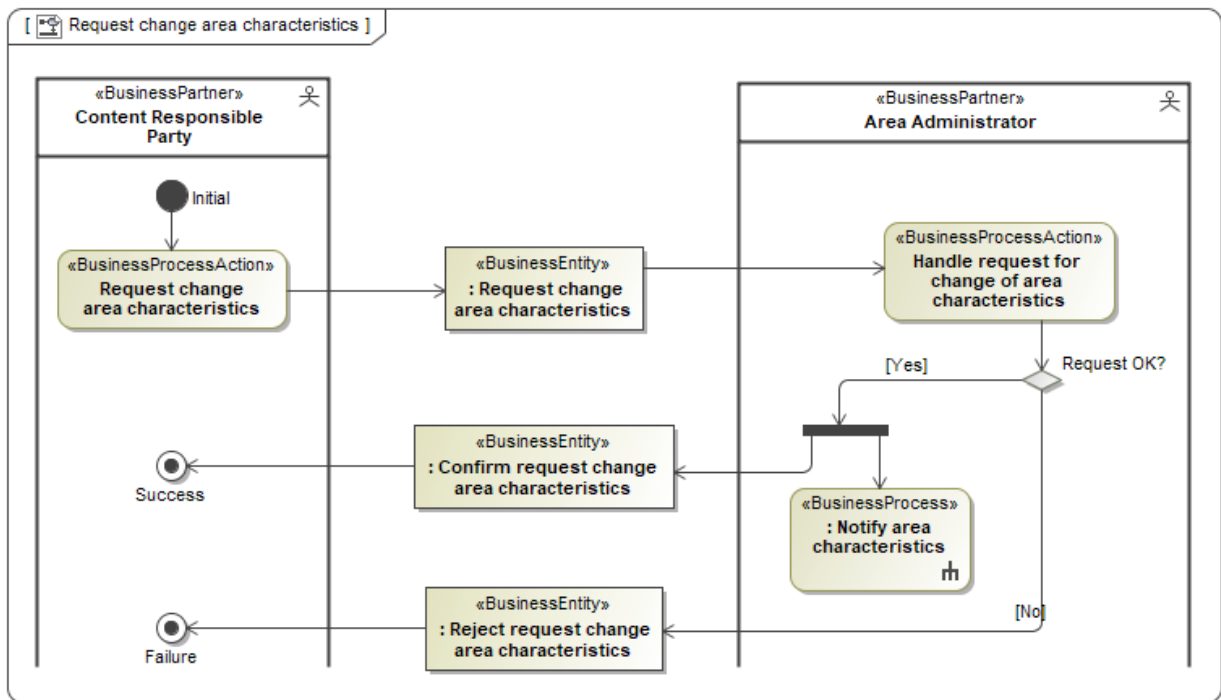 [ Request change area characteristics ]
«BusinessPartner»
Content Responsible
Party
«BusinessPartner»
Area Administrator
Initial
«BusinessProcessAction»
Request change
area characteristics
«BusinessEntity»
: Request change
area characteristics
«BusinessProcessAction»
Handle request for
change of area
characteristics
[Yes]
Request OK?
«BusinessEntity»
: Confirm request change
area characteristics
Success
«BusinessProcess»
: Notify area
characteristics
[No]
«BusinessEntity»
: Reject request change
area characteristics
Failure